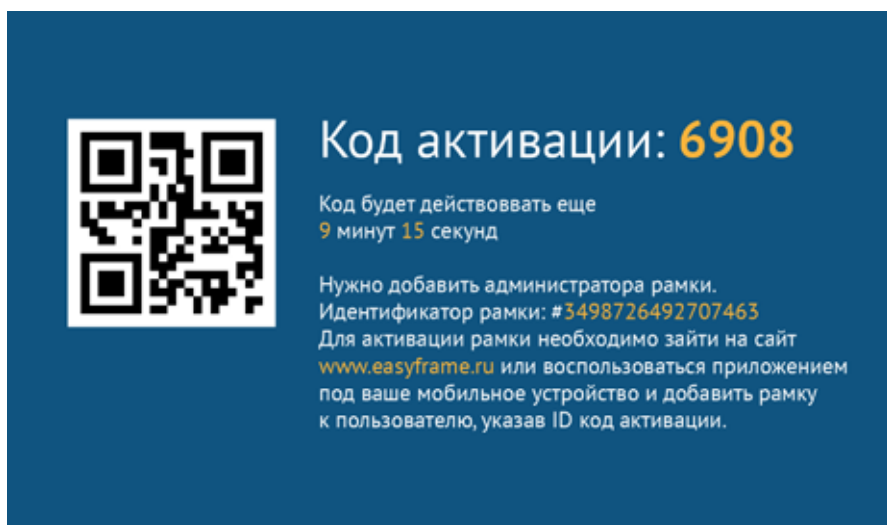 Код активации: 6908
Код будет действоввать еще
9 минут 15 секунд
Нужно добавить администратора рамки.
Идентификатор рамки: #3498726492707463
Для активации рамки необходимо зайти на сайт
www.easyframe.ru или воспользоваться приложением
под ваше мобильное устройство и добавить рамку
к пользователю, указав ID код активации.